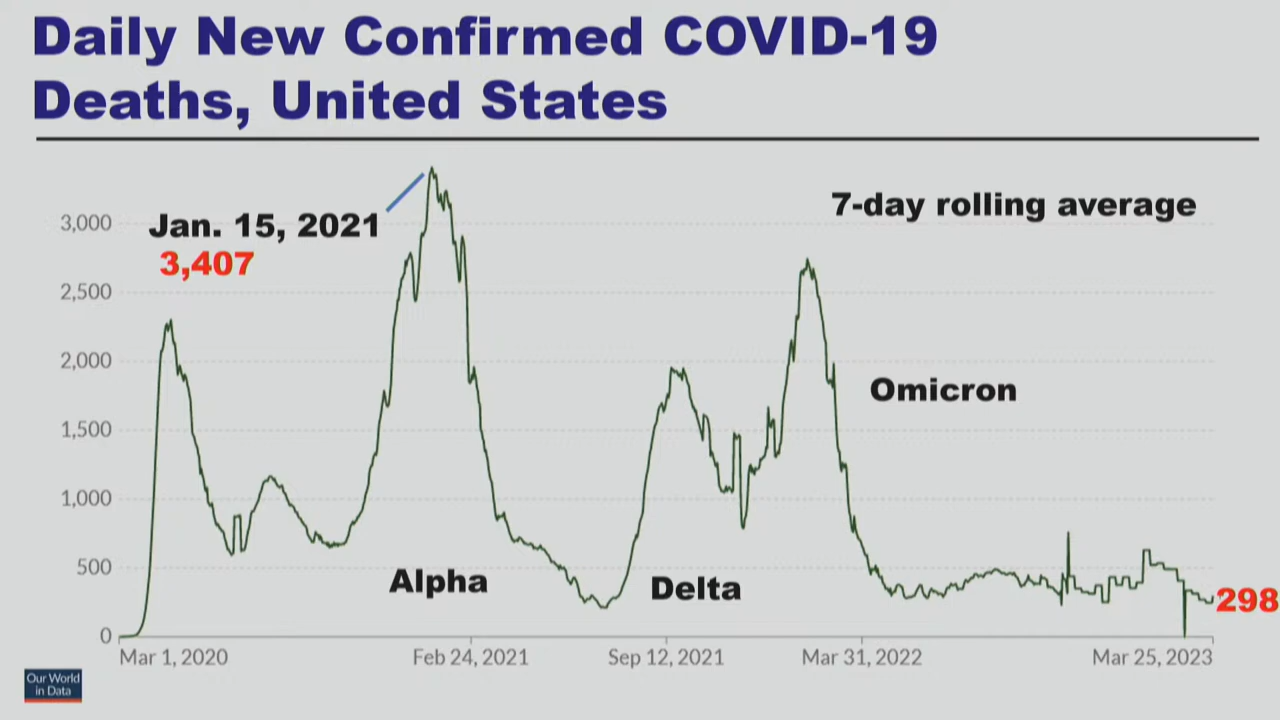 Daily New Confirmed COVID-19
Deaths, United States
7-day rolling average
Jan. 15, 2021
3,407
3,000
2,500
2,000
1,500
1,000
500
0
Omicron
Alpha
Delta
298
Mar 1, 2020
Feb 24, 2021
Sep 12, 2021
Mar 31, 2022
Mar 25, 2023
Our World
in Data